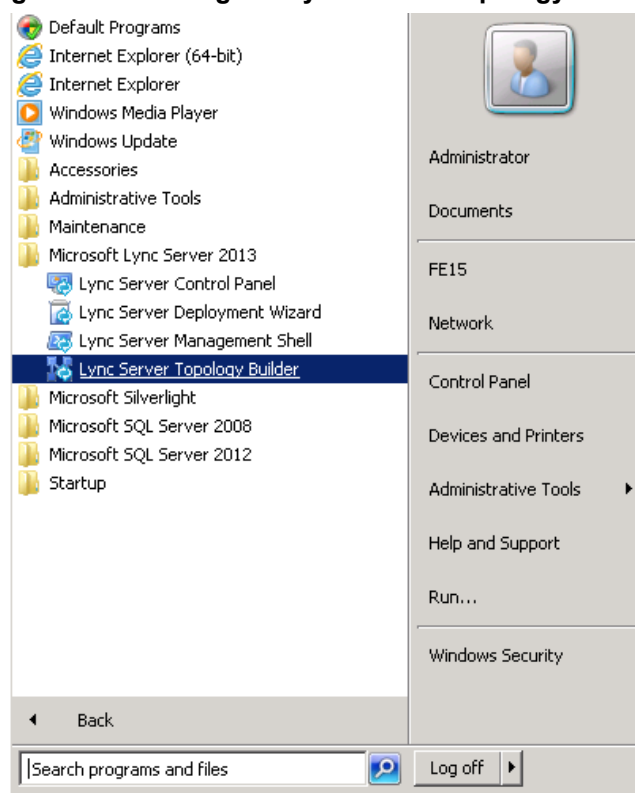 Default Programs
Internet Explorer (64-bit)
Internet Explorer
Windows Media Player
Windows Update
Accessories
Administrative Tools
Maintenance
Microsoft Lync Server 2013
Lync Server Control Panel
Lync Server Deployment Wizard
Lync Server Management Shell
Lync Server Topology Builder
Microsoft Silverlight
Microsoft SQL Server 2008
Microsoft SQL Server 2012
Startup
Back
Search programs and files
Administrator
Documents
FE15
Network
Control Panel
Devices and Printers
Administrative Tools
Help and Support
Run...
Windows Security
Log off